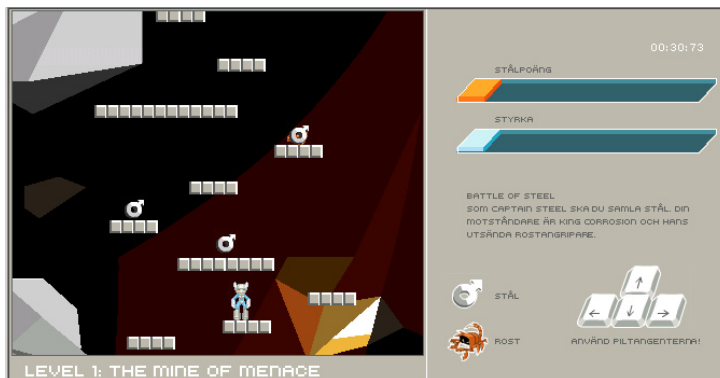 00:30:73
STÅLPOÄNG
STYRKA
BATTLE OF STEEL
SOM CAPTAIN STEEL SKA DU SAMLA STÅL. DIN
MOTSTÅNDARE ÄR KING CORROSION OCH HANS
UTSÄNDA ROSTANGRIPARE.
STÅL
ROST
ANVÄND PILTANGENTERNA!
LEVEL 1: THE MINE OF MENACE